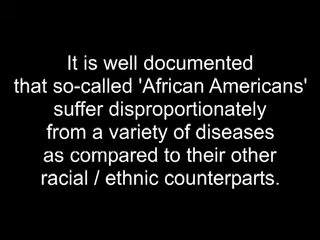 It is well documented
that so-called 'African Americans'
suffer disproportionately
from a variety of diseases
as compared to their other
racial / ethnic counterparts.